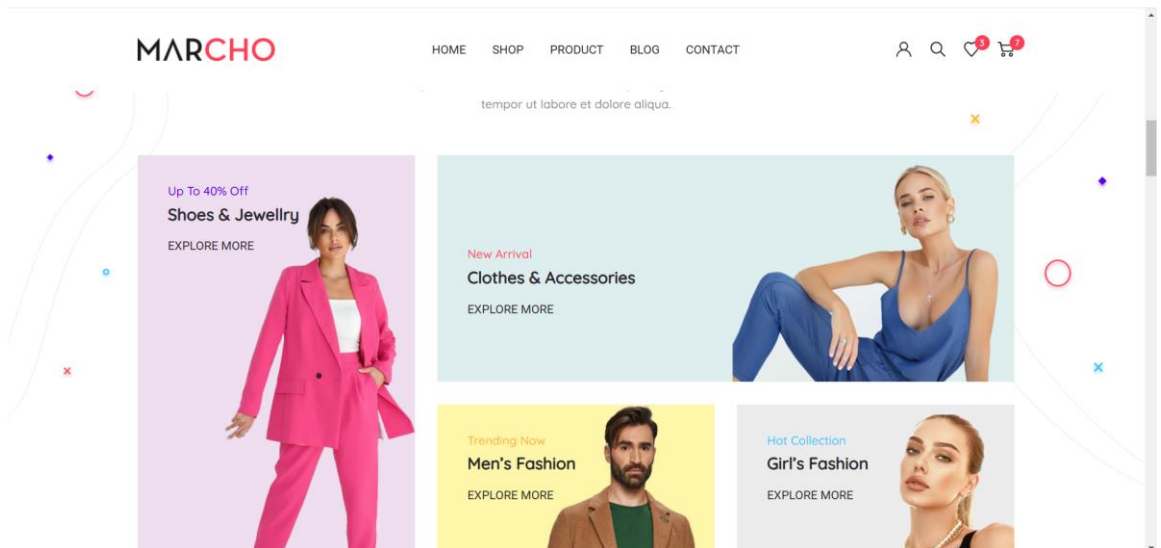 MARCHO
HOME SHOP PRODUCT BLOG CONTACT
3 7
tempor ut labore et dolore aliqua.
Up To 40% Off
Shoes & Jewellry
EXPLORE MORE
New Arrival
Clothes & Accessories
EXPLORE MORE
Trending Now
Men's Fashion
EXPLORE MORE
Hot Collection
Girl's Fashion
EXPLORE MORE